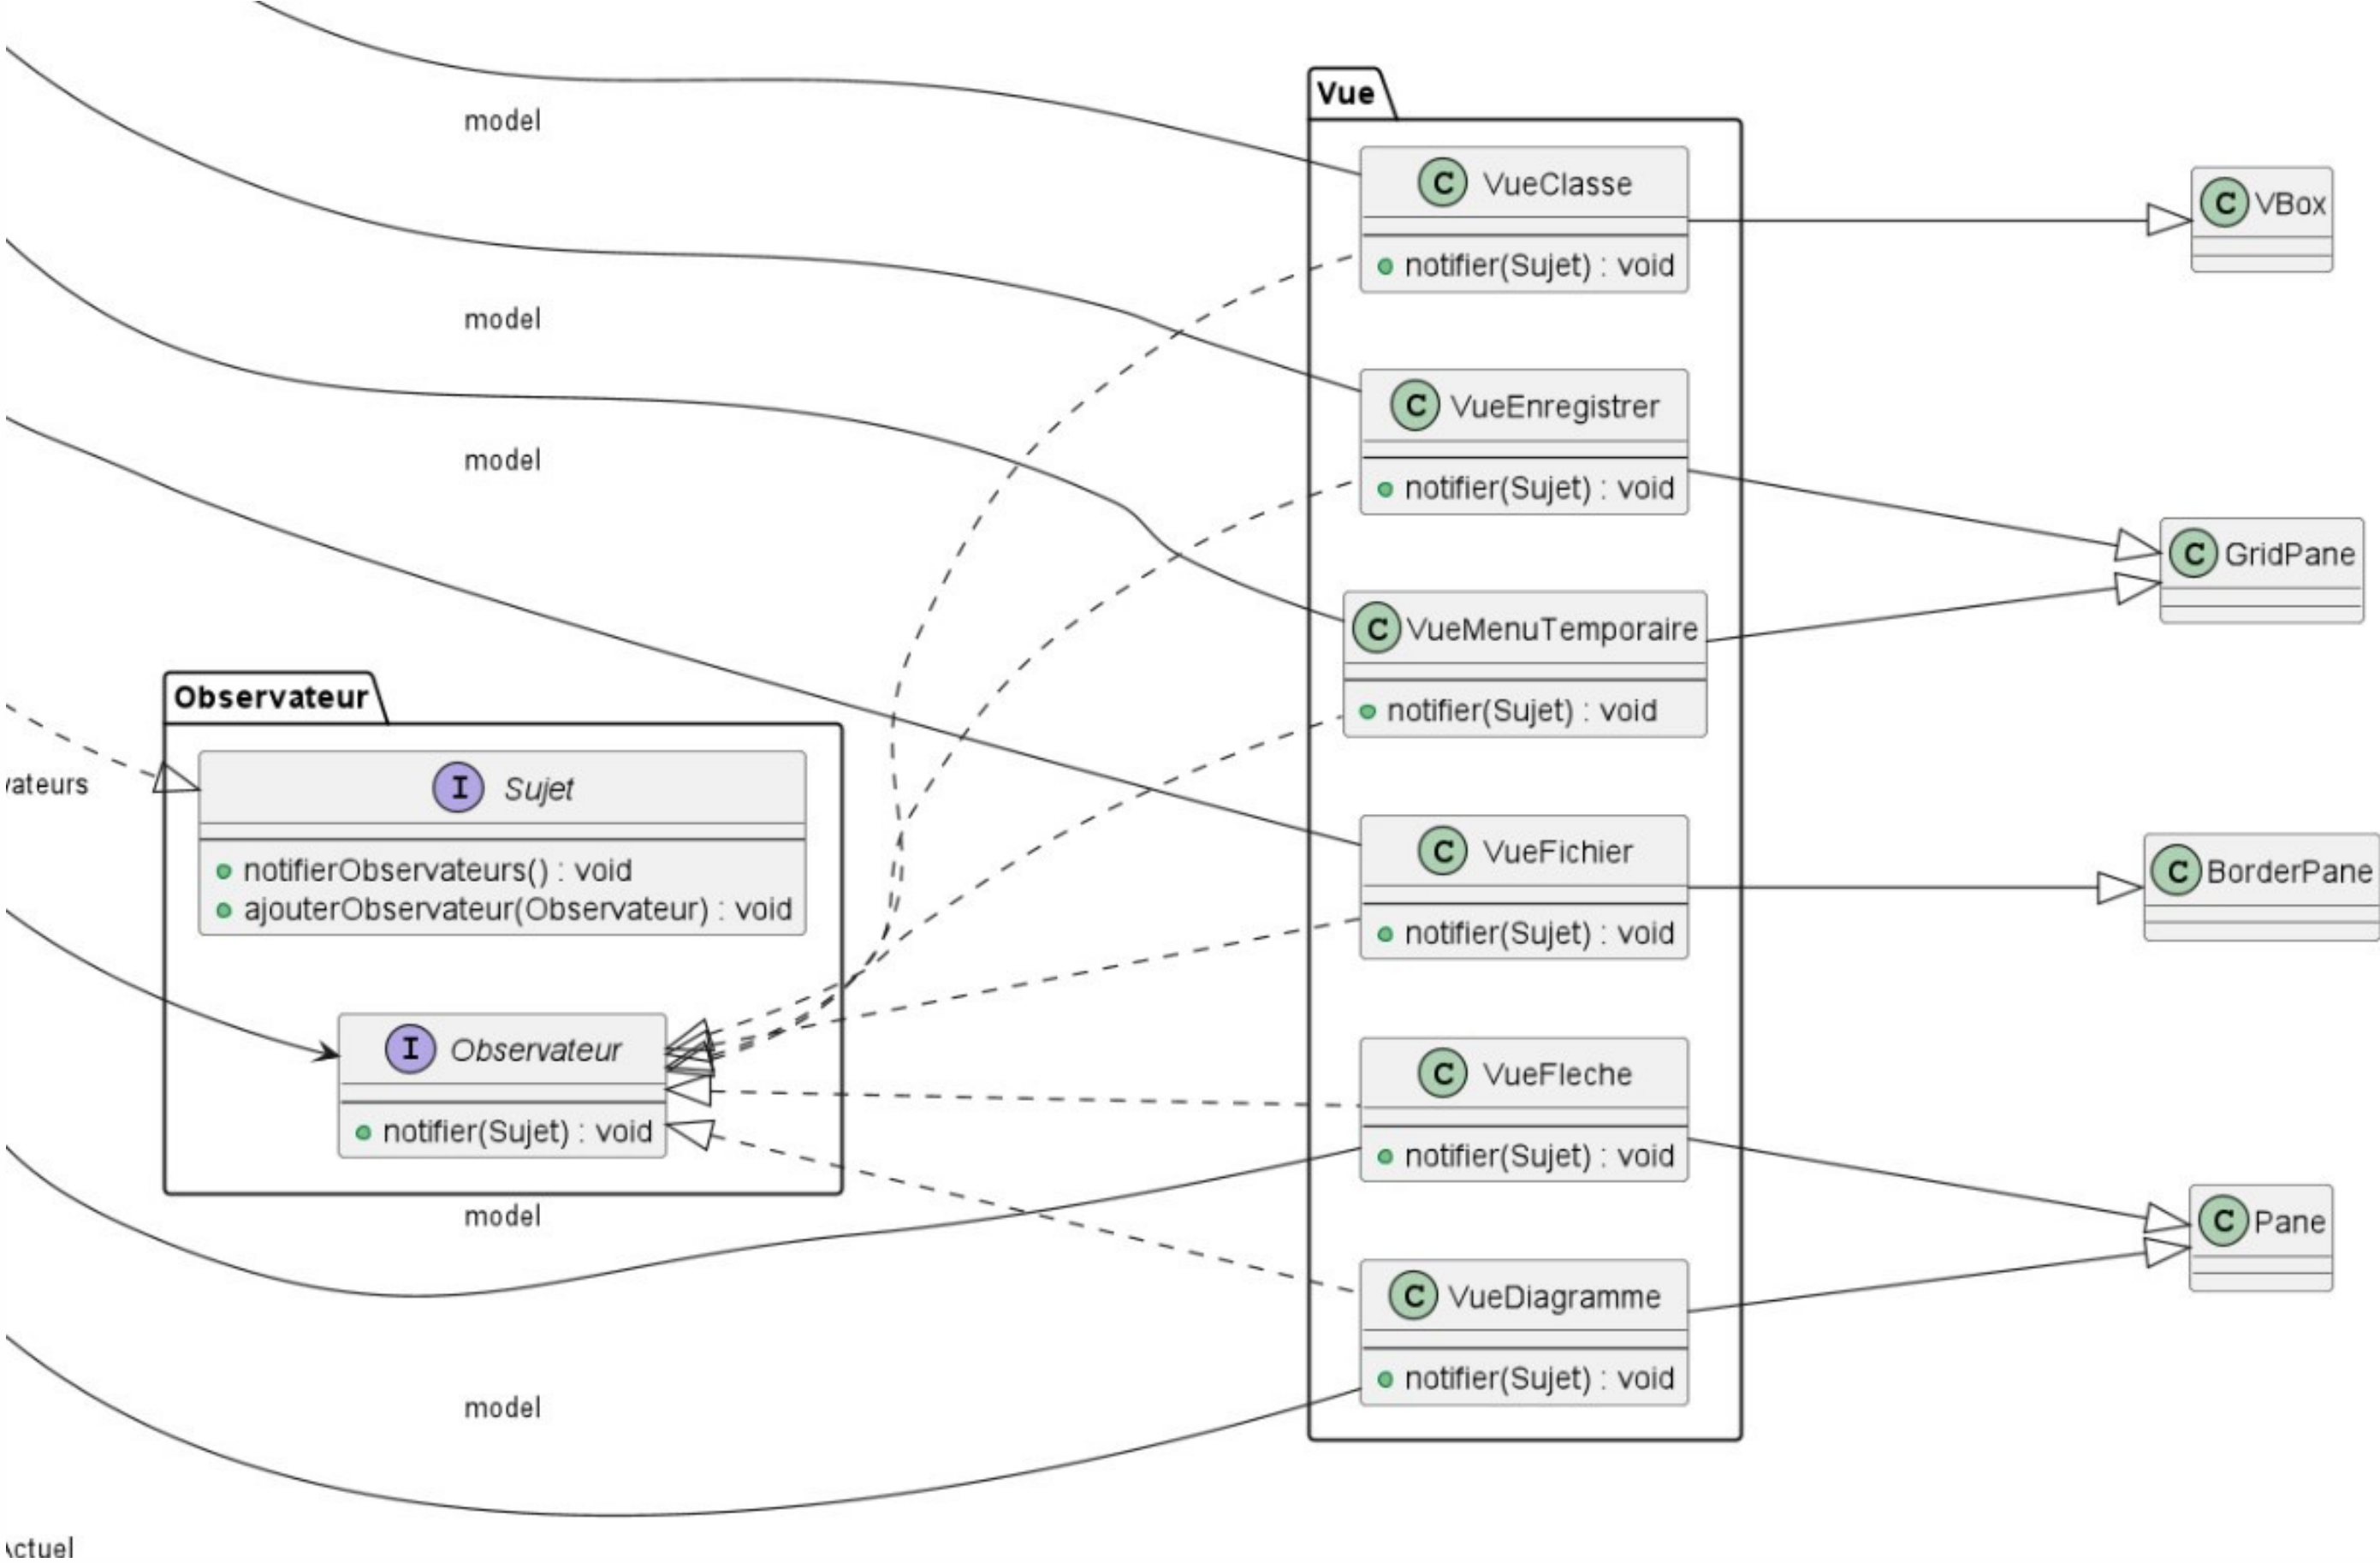 model
model
model
model
model
vateurs
Actuel
Observateur
I Sujet
notifierObservateurs() : void
ajouterObservateur(Observateur) : void
I Observateur
notifier(Sujet) : void
Vue
C VueClasse
notifier(Sujet) : void
C VueEnregistrer
notifier(Sujet) : void
C VueMenuTemporaire
notifier(Sujet) : void
C VueFichier
notifier(Sujet) : void
C VueFleche
notifier(Sujet) : void
C VueDiagramme
notifier(Sujet) : void
C VBox
C GridPane
C BorderPane
C Pane